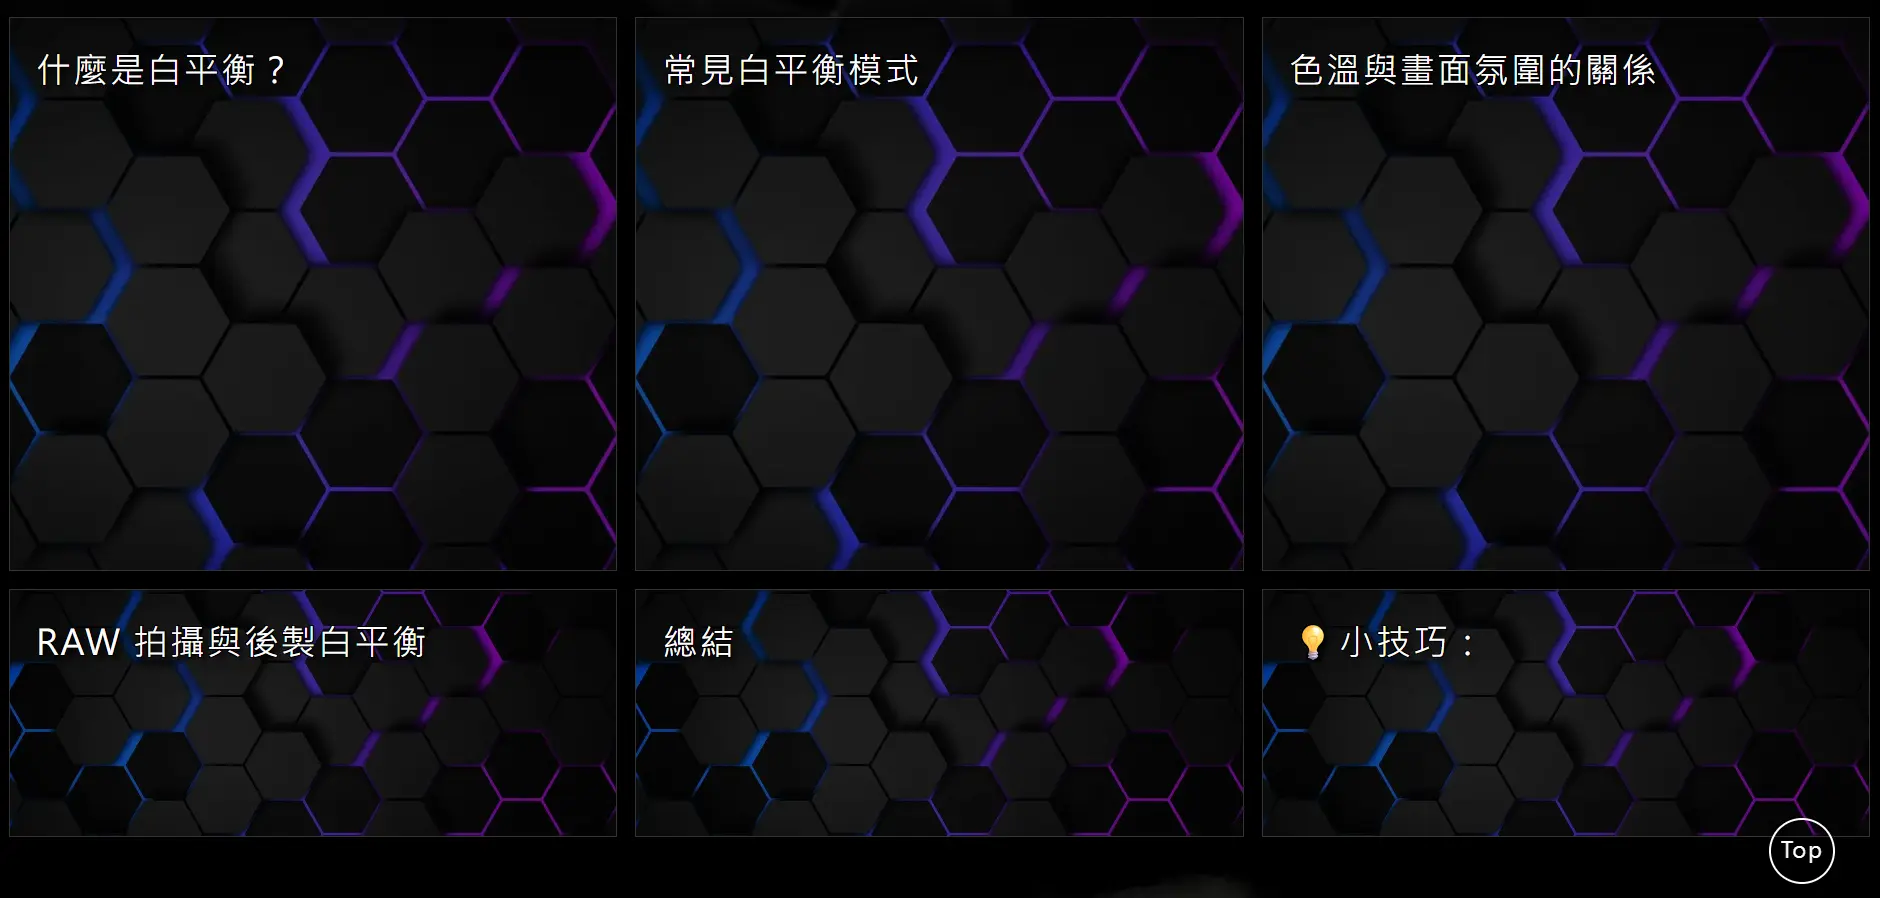 什麼是白平衡？
常見白平衡模式
色溫與畫面氛圍的關係
RAW 拍攝與後製白平衡
總結
💡 小技巧：
Top